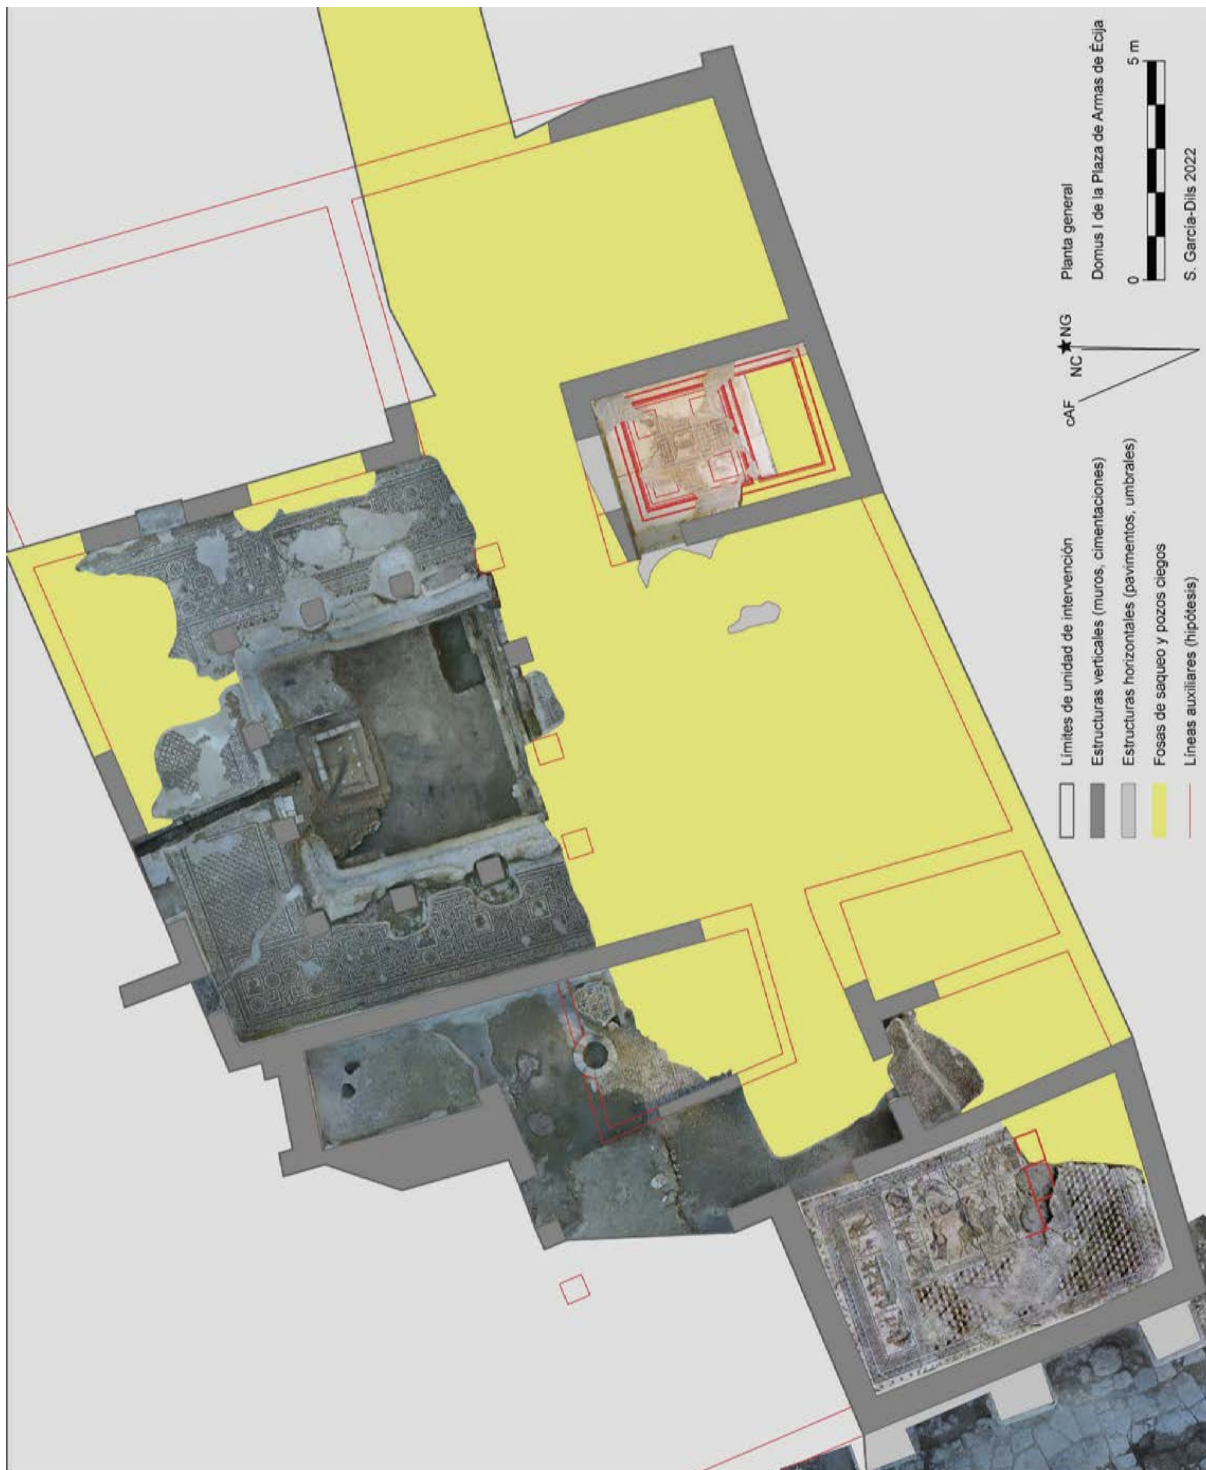 Planta general
Domus I de la Plaza de Armas de Écija
0 5 m
S. García-Dils 2022
cAF
NC
NG
Límites de unidad de intervención
Estructuras verticales (muros, cimentaciones)
Estructuras horizontales (pavimentos, umbrales)
Fosas de saqueo y pozos ciegos
Líneas auxiliares (hipótesis)